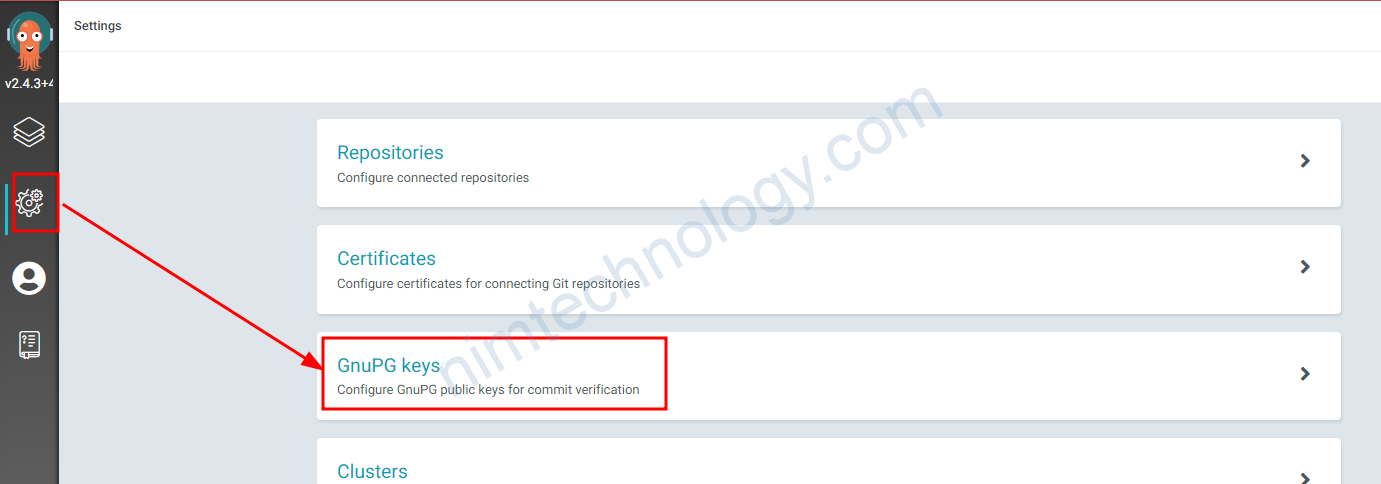 Settings
v2.4.3+4
Repositories
Configure connected repositories
Certificates
Configure certificates for connecting Git repositories
GnuPG keys
Configure GnuPG public keys for commit verification
Clusters
nimtechnology.com